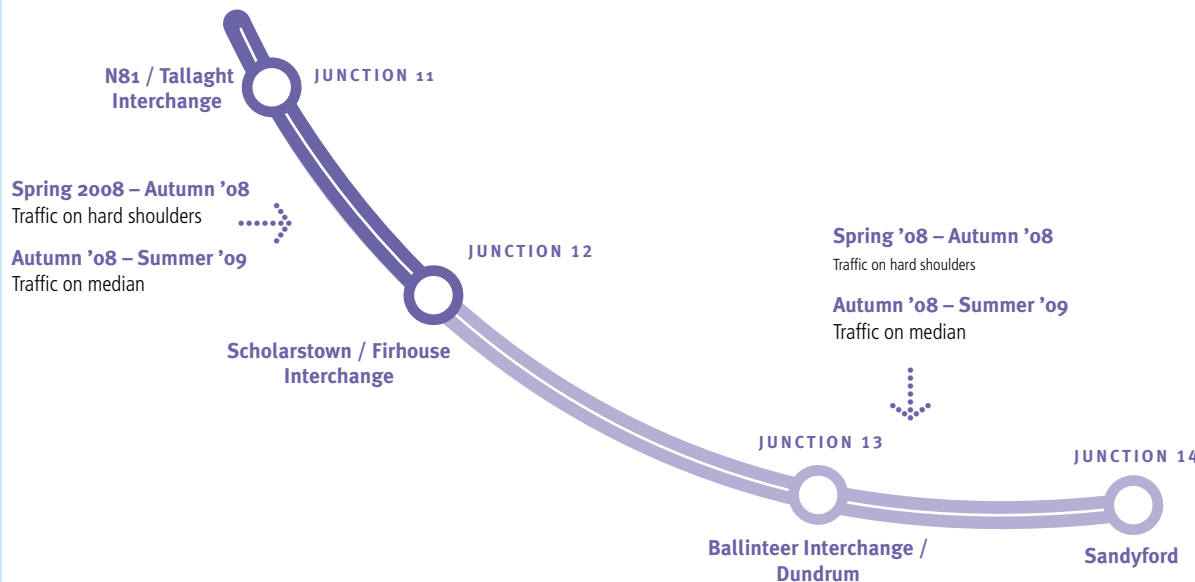 N81 / Tallaght
Interchange
JUNCTION 11
Spring 2008 – Autumn ’08
Traffic on hard shoulders
Autumn ’08 – Summer ’09
Traffic on median
JUNCTION 12
Scholarstown / Firhouse
Interchange
Spring ’08 – Autumn ’08
Traffic on hard shoulders
Autumn ’08 – Summer ’09
Traffic on median
JUNCTION 13
Ballinteer Interchange /
Dundrum
JUNCTION 14
Sandyford